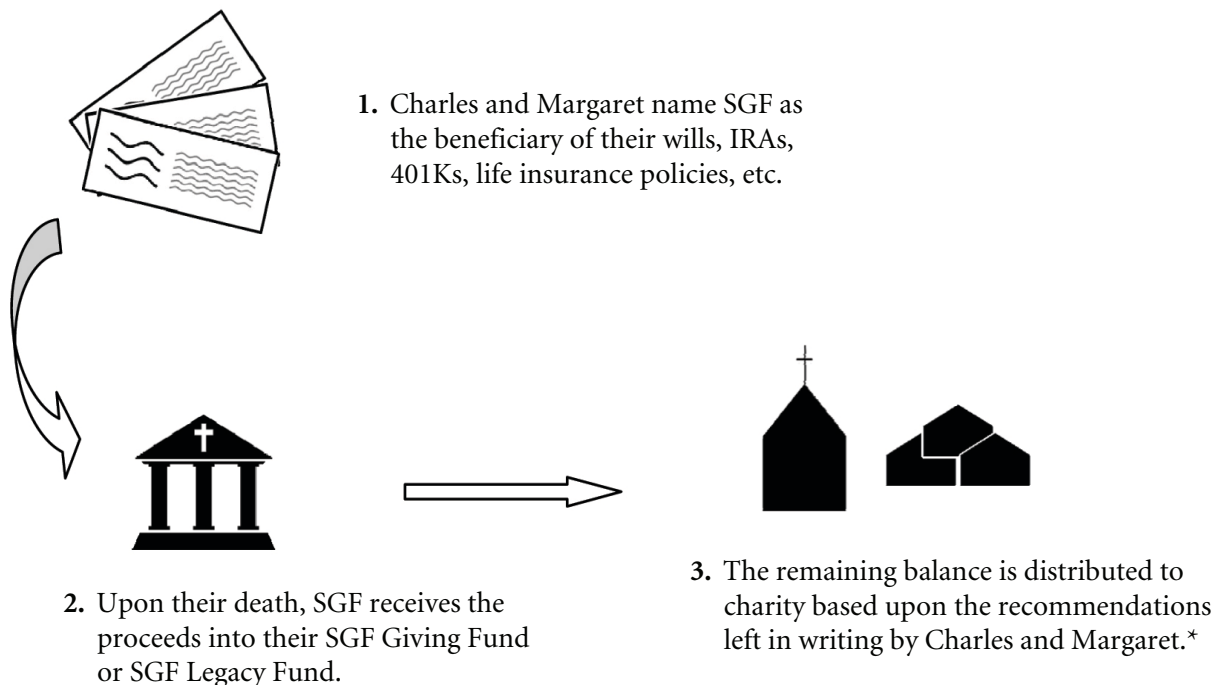 1. Charles and Margaret name SGF as
the beneficiary of their wills, IRAs,
401Ks, life insurance policies, etc.
2. Upon their death, SGF receives the
proceeds into their SGF Giving Fund
or SGF Legacy Fund.
3. The remaining balance is distributed to
charity based upon the recommendations
left in writing by Charles and Margaret.*